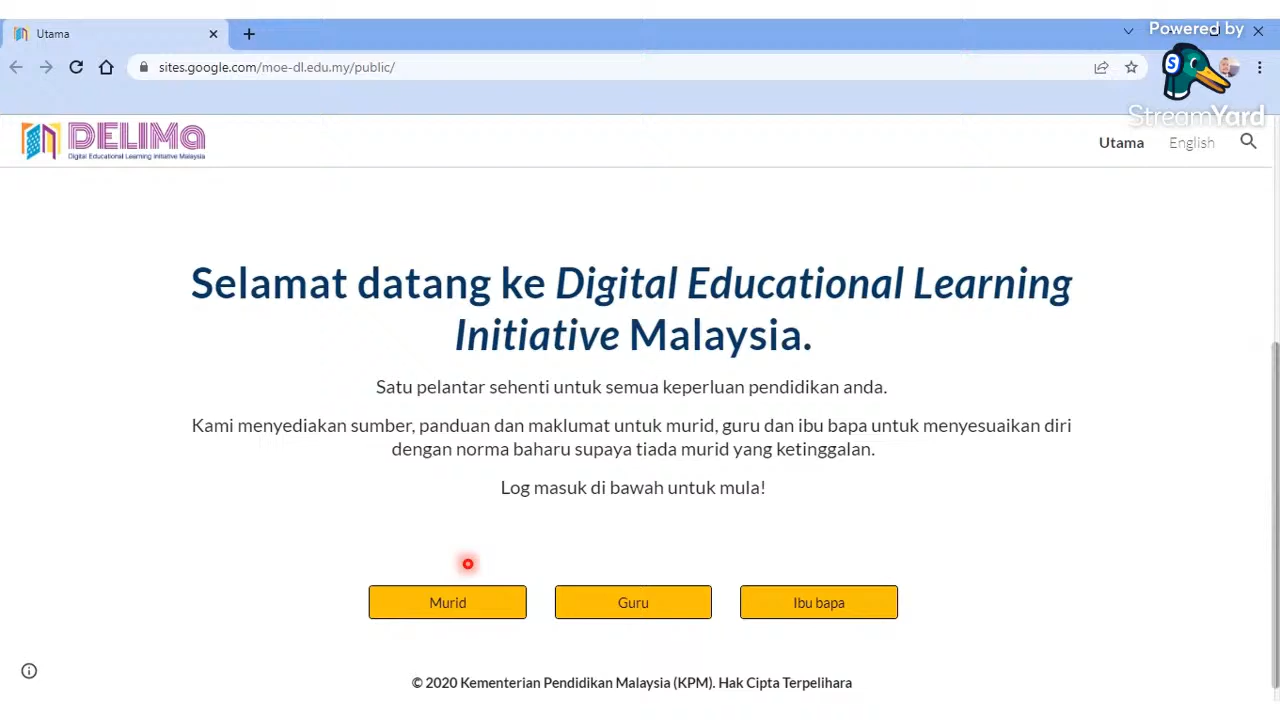 Utama
Powered by
sites.google.com/moe-dl.edu.my/public/
S
StreamYard
DELIMa
Digital Educational Learning Initiative Malaysia
Utama English
Selamat datang ke Digital Educational Learning
Initiative Malaysia.
Satu pelantar sehenti untuk semua keperluan pendidikan anda.
Kami menyediakan sumber, panduan dan maklumat untuk murid, guru dan ibu bapa untuk menyesuaikan diri
dengan norma baharu supaya tiada murid yang ketinggalan.
Log masuk di bawah untuk mula!
Murid Guru Ibu bapa
© 2020 Kementerian Pendidikan Malaysia (KPM). Hak Cipta Terpelihara